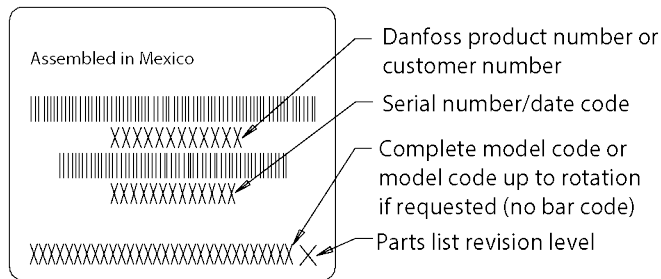 Assembled in Mexico
XXXXXXXXXXXX
XXXXXXXXXXXX
XXXXXXXXXXXXXXXXXXXXXXXXX X
Danfoss product number or
customer number
Serial number/date code
Complete model code or
model code up to rotation
if requested (no bar code)
Parts list revision level